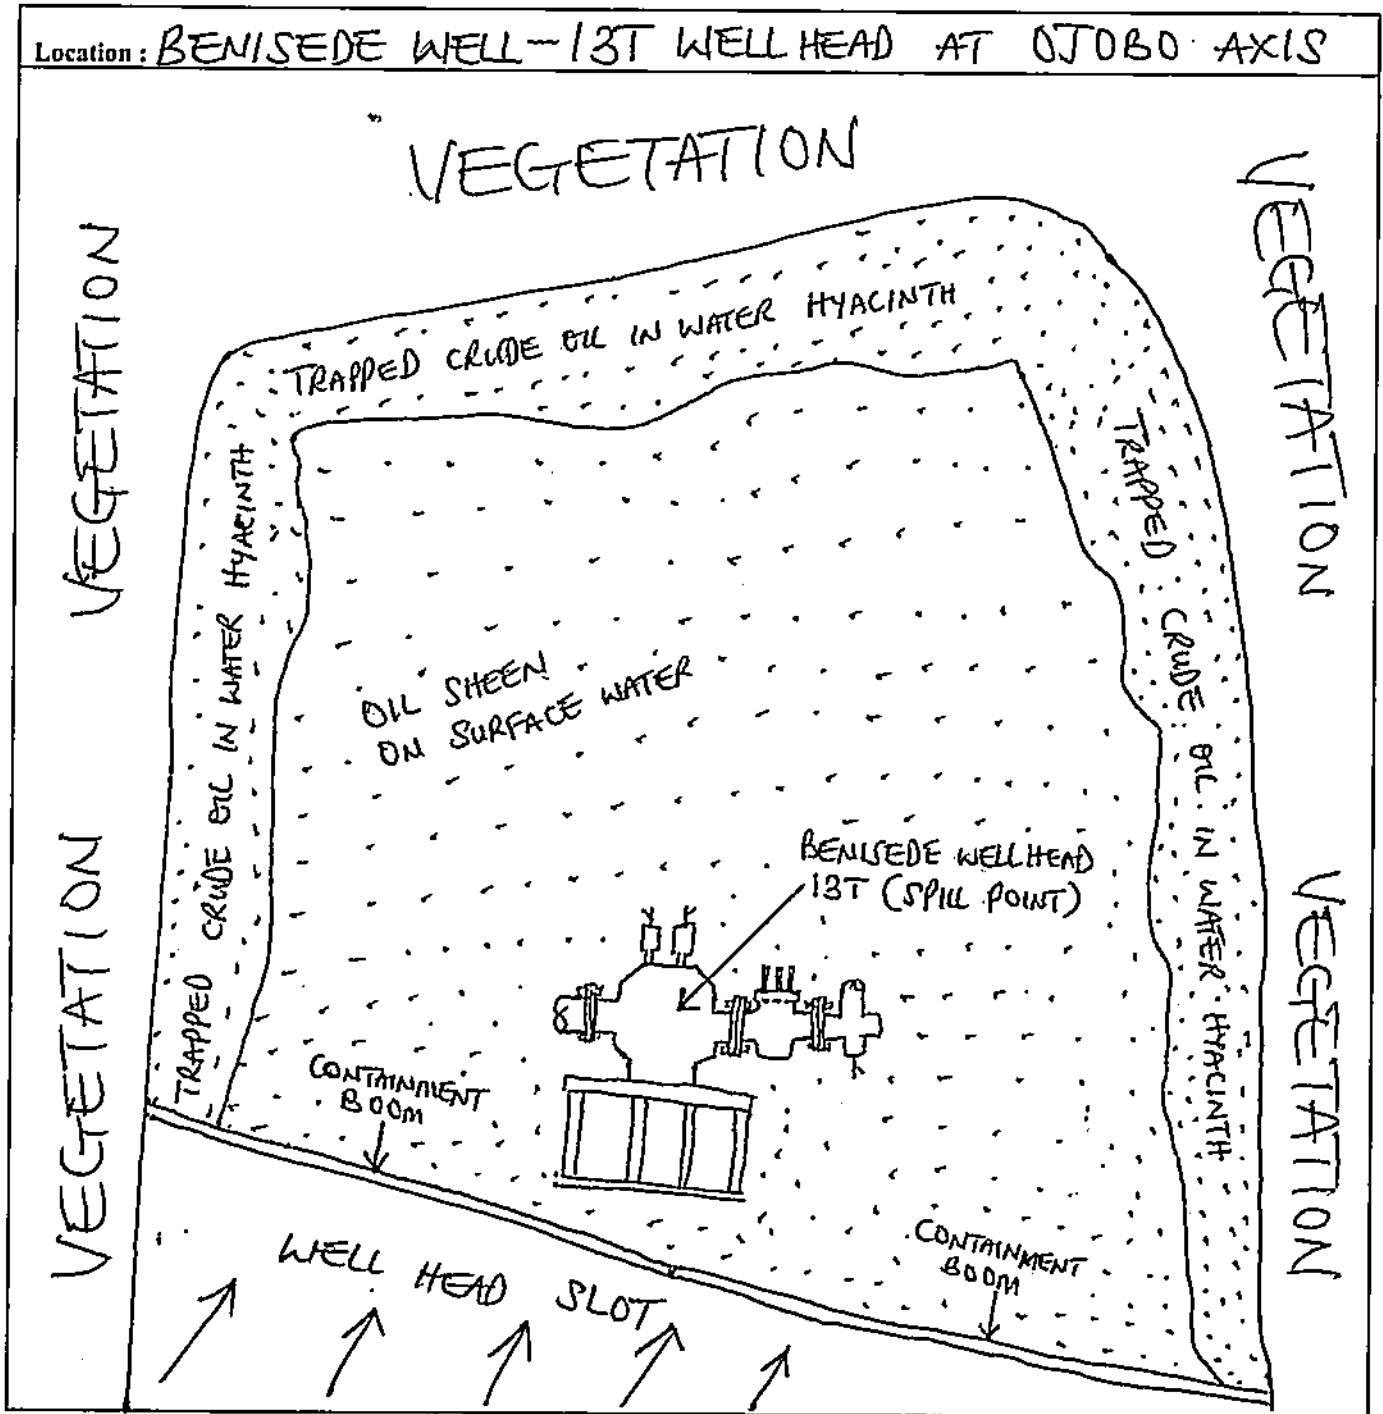 Location : BENISEDE WELL-13T WELL HEAD AT OJOBO AXIS
VEGETATION
VEGETATION
VEGETATION
TRAPPED CRUDE OIL IN WATER HYACINTH
TRAPPED CRUDE OIL IN WATER HYACINTH
TRAPPED CRUDE OIL IN WATER HYACINTH
OIL SHEEN
ON SURFACE WATER
BENISEDE WELLHEAD
13T (SPILL POINT)
VEGETATION
VEGETATION
CONTAINMENT
BOOM
CONTAINMENT
BOOM
WELL HEAD SLOT